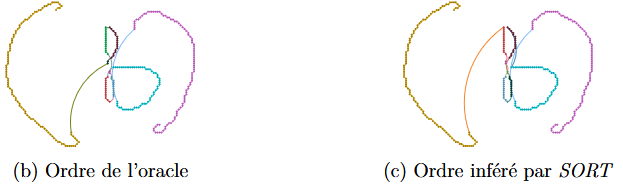 (b) Ordre de l'oracle
(c) Ordre inféré par SORT